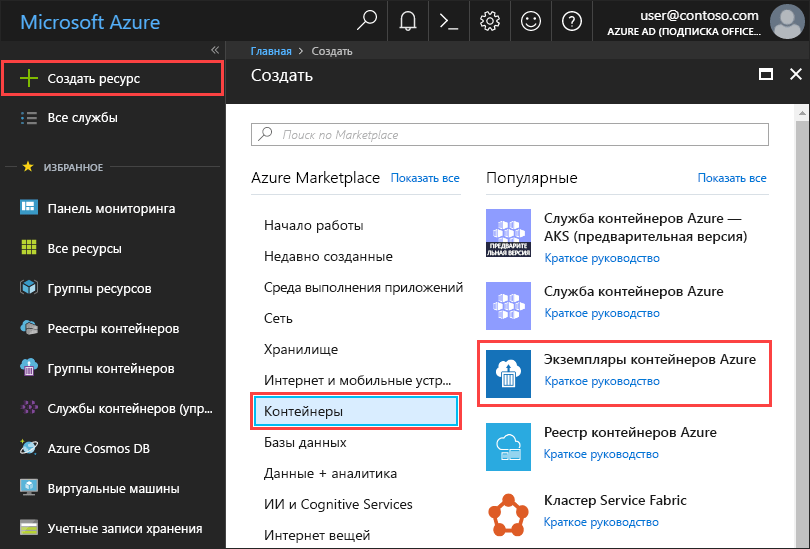 Microsoft Azure
user@contoso.com
AZURE AD (ПОДПИСКА OFFICE...
Создать ресурс
Все службы
ИЗБРАННОЕ
Панель мониторинга
Все ресурсы
Группы ресурсов
Реестры контейнеров
Группы контейнеров
Службы контейнеров (упр...
Azure Cosmos DB
Виртуальные машины
Учетные записи хранения
Главная > Создать
Создать
Поиск по Marketplace
Azure Marketplace Показать все
Начало работы
Недавно созданные
Среда выполнения приложений
Сеть
Хранилище
Интернет и мобильные устр...
Контейнеры
Базы данных
Данные + аналитика
ИИ и Cognitive Services
Интернет вещей
Популярные Показать все
ПРЕДВАРИТЕ
ЛЬНАЯ ВЕРСИЯ
Служба контейнеров Azure —
AKS (предварительная версия)
Краткое руководство
Служба контейнеров Azure
Краткое руководство
Экземпляры контейнеров Azure
Краткое руководство
Реестр контейнеров Azure
Краткое руководство
Кластер Service Fabric
Краткое руководство